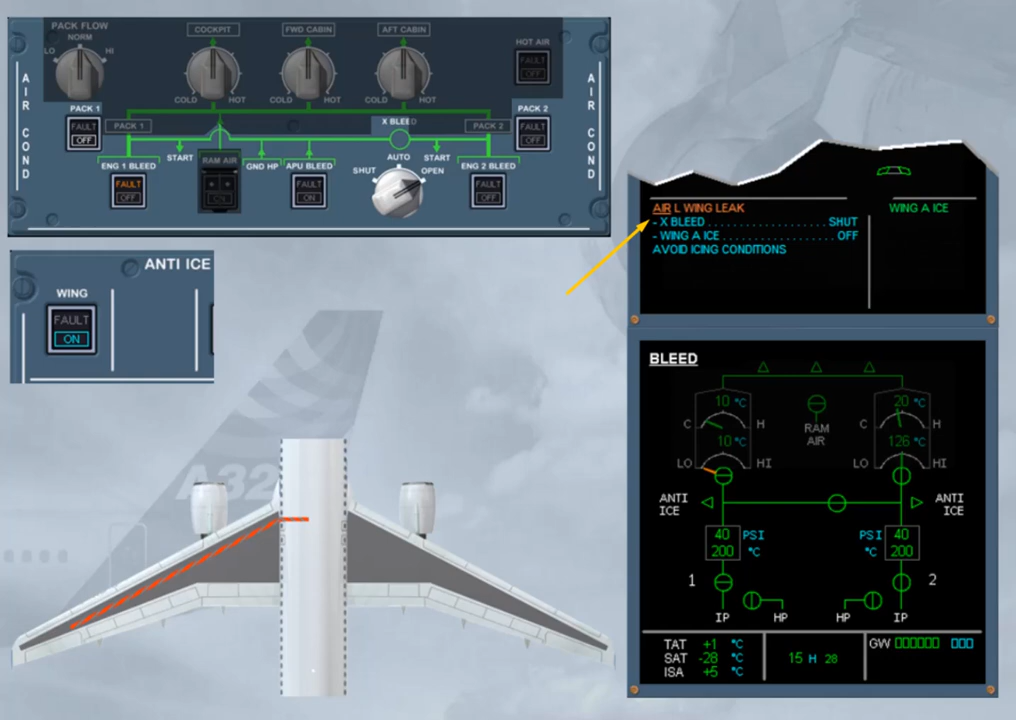 PACK FLOW
NORM
LO
HI
COCKPIT
FWD CABIN
AFT CABIN
HOT AIR
FAULT
OFF
COLD
HOT
COLD
HOT
COLD
HOT
AIR COND
AIR COND
PACK 1
FAULT
OFF
PACK 1
X BLEED
PACK 2
PACK 2
FAULT
OFF
START
AUTO
START
ENG 1 BLEED
RAM AIR
GND HP
APU BLEED
SHUT
OPEN
ENG 2 BLEED
FAULT
OFF
ON
FAULT
ON
FAULT
OFF
ANTI ICE
WING
FAULT
ON
A32
AIR L WING LEAK
WING A ICE
- X BLEED....................SHUT
- WING A ICE.................OFF
AVOID ICING CONDITIONS
BLEED
10 °C
20 °C
C
H
C
H
10 °C
RAM
AIR
126 °C
LO
HI
LO
HI
ANTI
ICE
ANTI
ICE
40 PSI
200 °C
PSI 40
°C 200
1
2
IP
HP
HP
IP
TAT +1 °C
SAT -28 °C
ISA +5 °C
15 H 28
GW